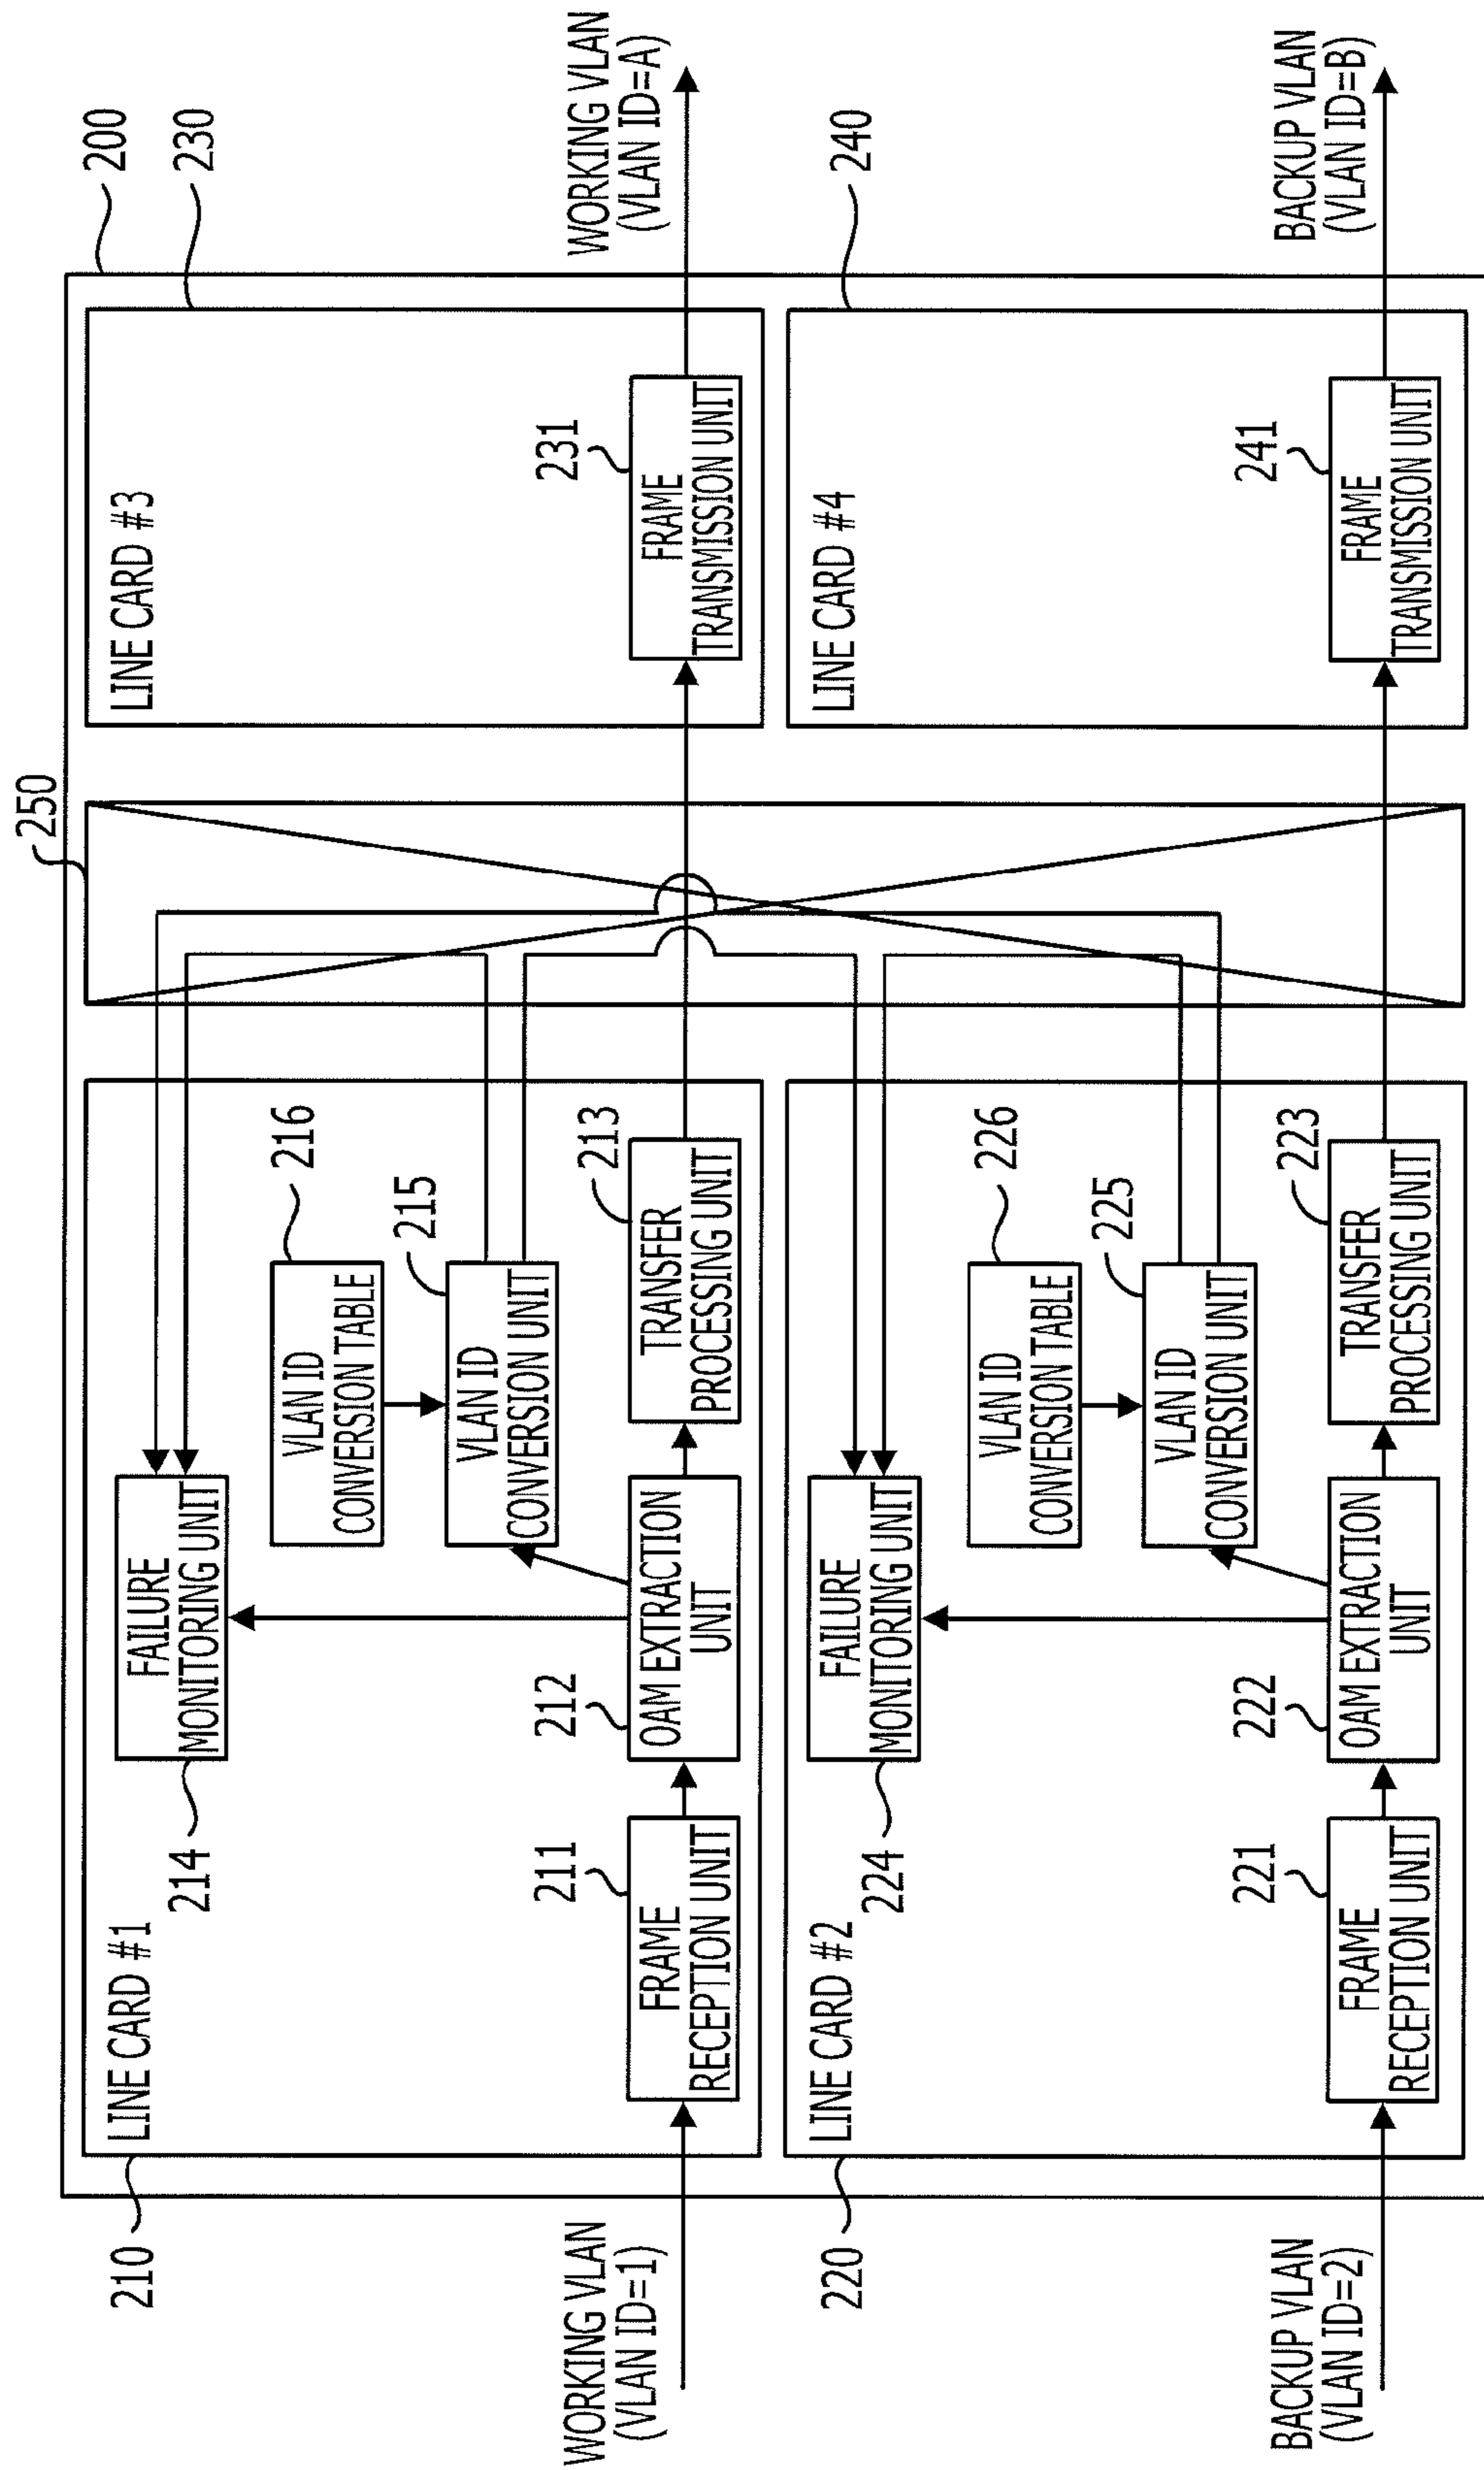 200
230
250
210
LINE CARD #1
214
FAILURE
MONITORING UNIT
216
VLAN ID
CONVERSION TABLE
215
VLAN ID
CONVERSION UNIT
WORKING VLAN
(VLAN ID=1)
211
FRAME
RECEPTION UNIT
212
OAM EXTRACTION
UNIT
213
TRANSFER
PROCESSING UNIT
LINE CARD #3
231
FRAME
TRANSMISSION UNIT
WORKING VLAN
(VLAN ID=A)
220
LINE CARD #2
224
FAILURE
MONITORING UNIT
226
VLAN ID
CONVERSION TABLE
225
VLAN ID
CONVERSION UNIT
BACKUP VLAN
(VLAN ID=2)
221
FRAME
RECEPTION UNIT
222
OAM EXTRACTION
UNIT
223
TRANSFER
PROCESSING UNIT
240
LINE CARD #4
241
FRAME
TRANSMISSION UNIT
BACKUP VLAN
(VLAN ID=B)